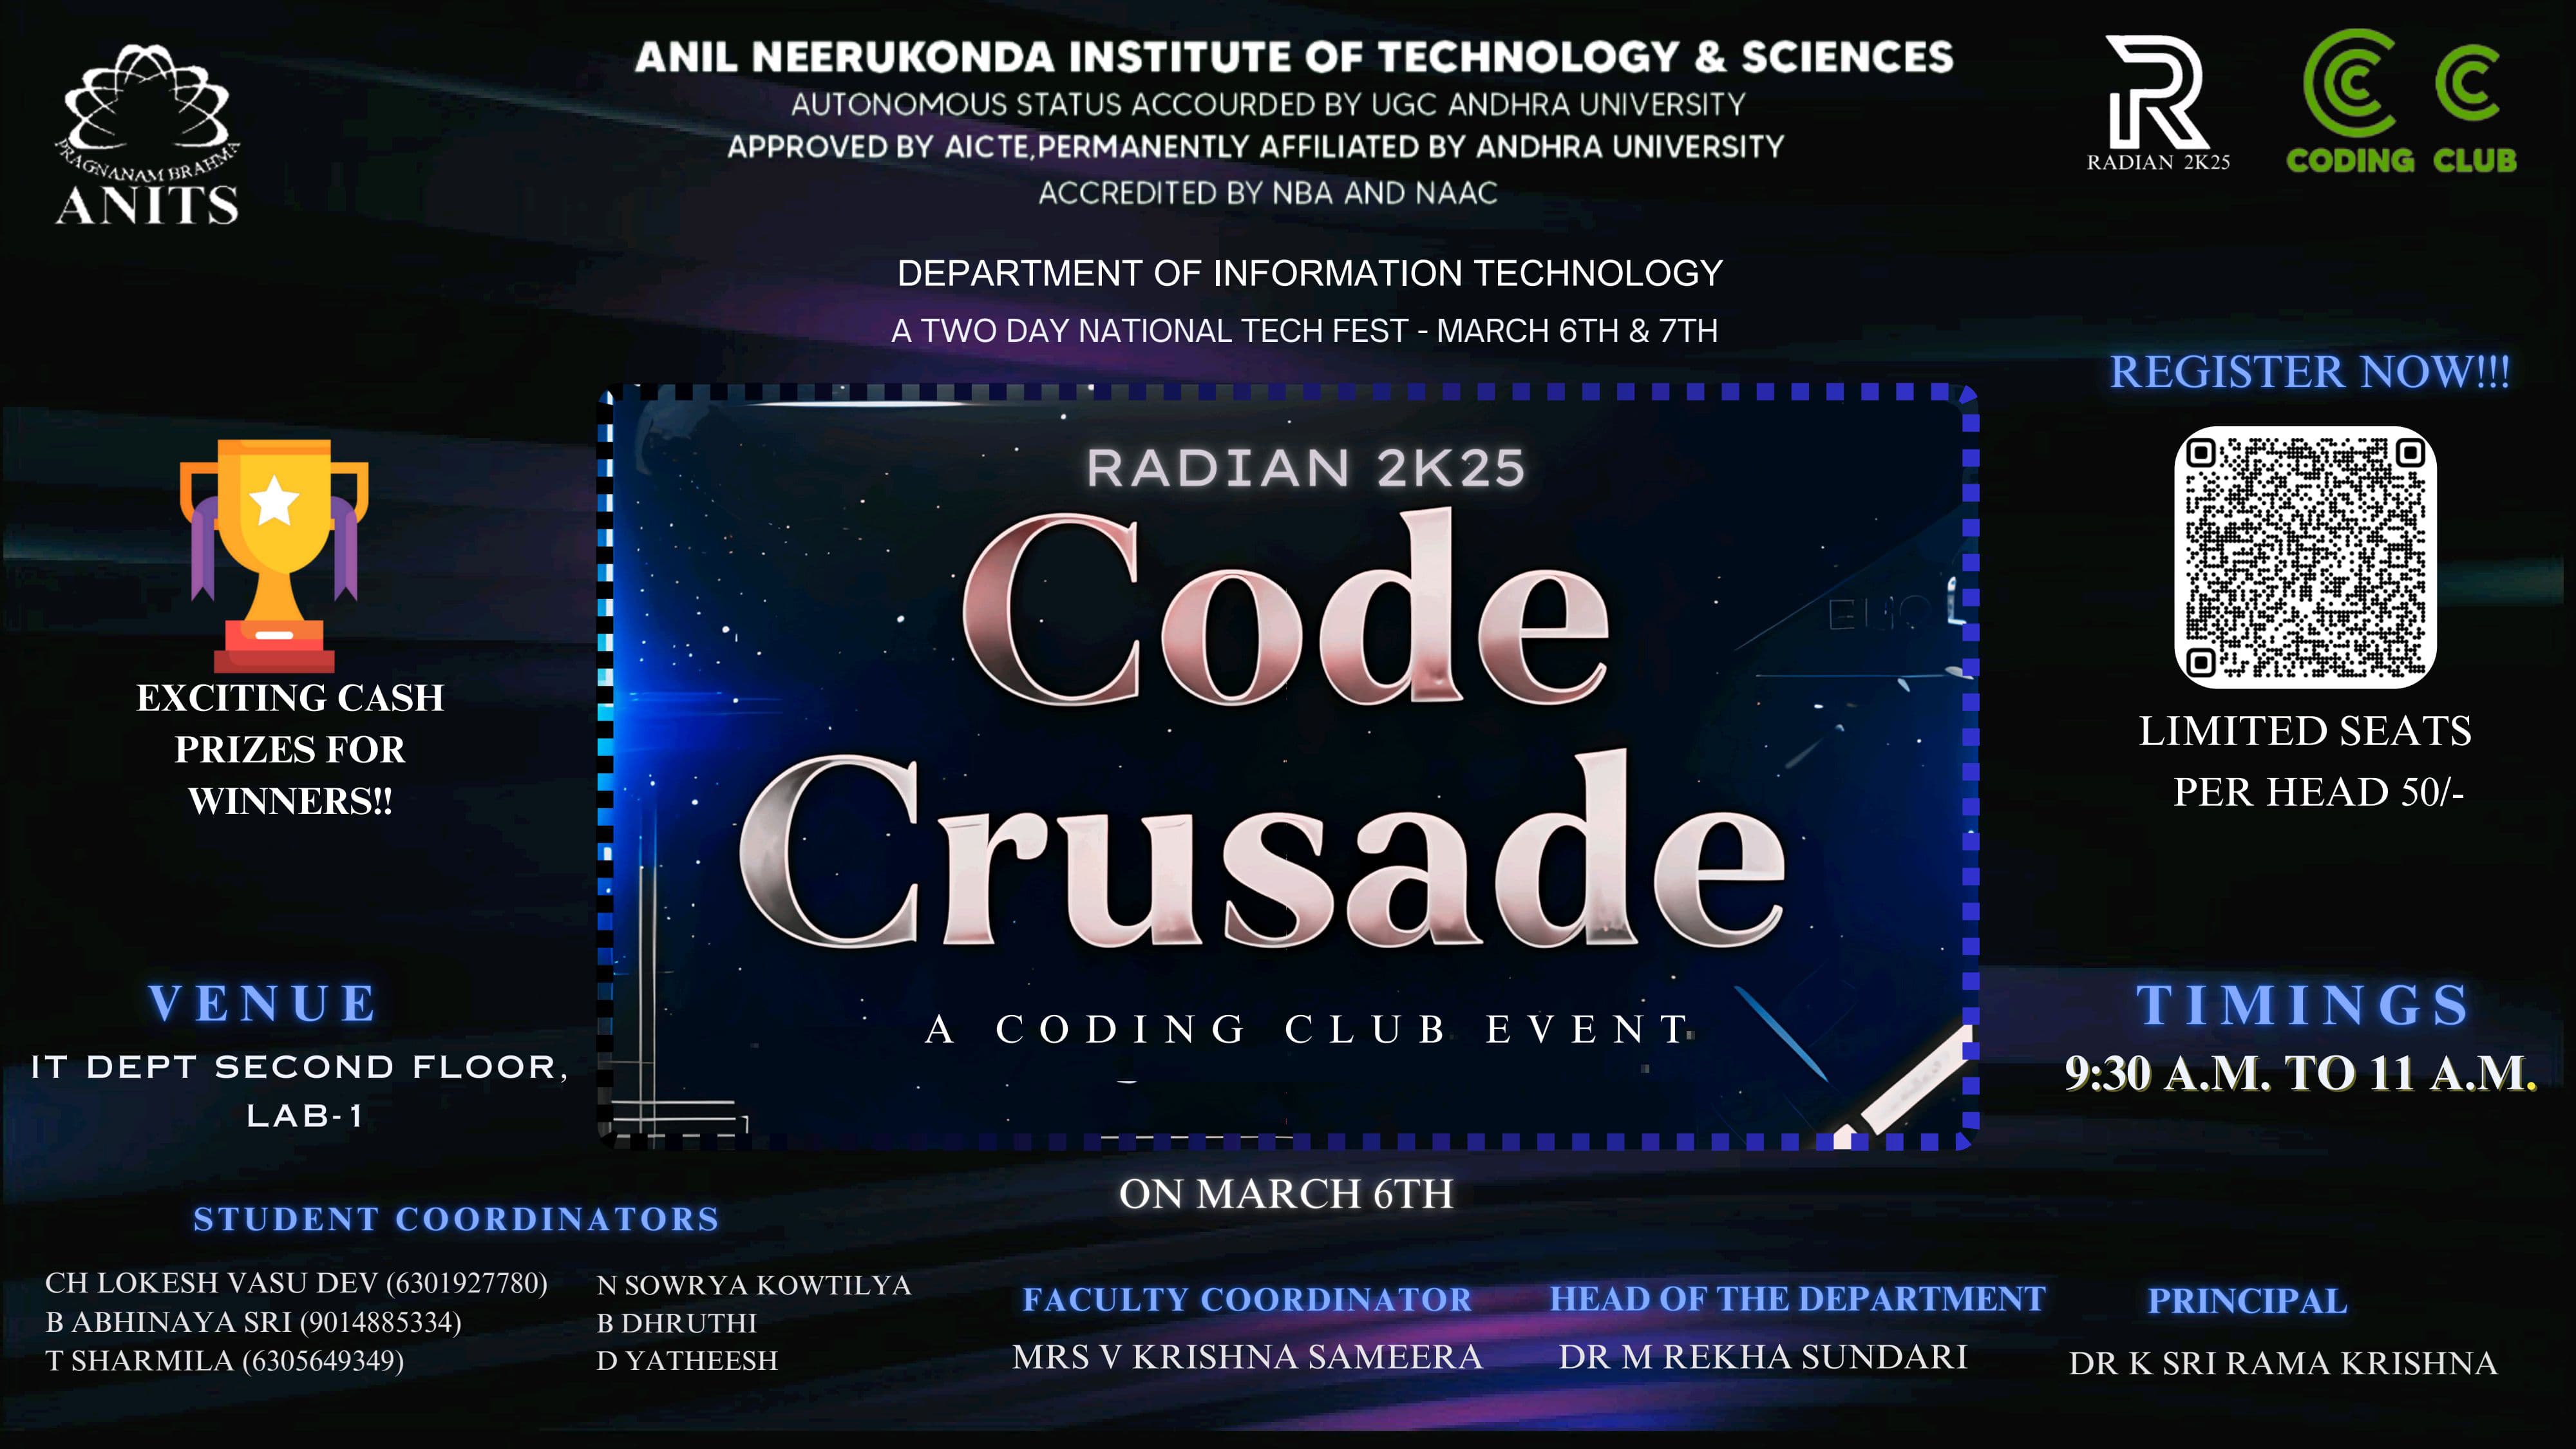 ANIL NEERUKONDA INSTITUTE OF TECHNOLOGY & SCIENCES
AUTONOMOUS STATUS ACCOURDED BY UGC ANDHRA UNIVERSITY
APPROVED BY AICTE,PERMANENTLY AFFILIATED BY ANDHRA UNIVERSITY
ACCREDITED BY NBA AND NAAC
PRAGNANAM BRAHMA
ANITS
RADIAN 2K25
CODING CLUB
DEPARTMENT OF INFORMATION TECHNOLOGY
A TWO DAY NATIONAL TECH FEST - MARCH 6TH & 7TH
EXCITING CASH
PRIZES FOR
WINNERS!!
RADIAN 2K25
Code
Crusade
A CODING CLUB EVENT
REGISTER NOW!!!
LIMITED SEATS
PER HEAD 50/-
VENUE
IT DEPT SECOND FLOOR,
LAB-1
TIMINGS
9:30 A.M. TO 11 A.M.
ON MARCH 6TH
STUDENT COORDINATORS
CH LOKESH VASU DEV (6301927780)
B ABHINAYA SRI (9014885334)
T SHARMILA (6305649349)
N SOWRYA KOWTILYA
B DHRUTHI
D YATHEESH
FACULTY COORDINATOR
MRS V KRISHNA SAMEERA
HEAD OF THE DEPARTMENT
DR M REKHA SUNDARI
PRINCIPAL
DR K SRI RAMA KRISHNA